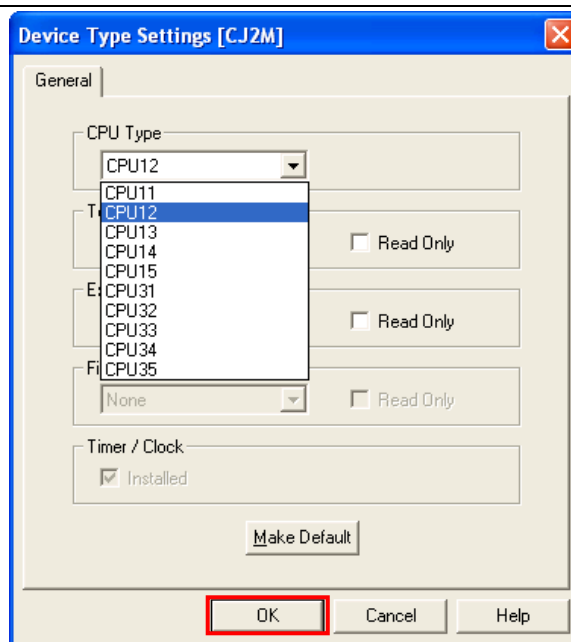 Device Type Settings [CJ2M]
General
CPU Type
CPU12
CPU11
CPU12
CPU13
CPU14
CPU15
CPU31
CPU32
CPU33
CPU34
CPU35
Read Only
Read Only
None
Read Only
Timer / Clock
Installed
Make Default
OK
Cancel
Help